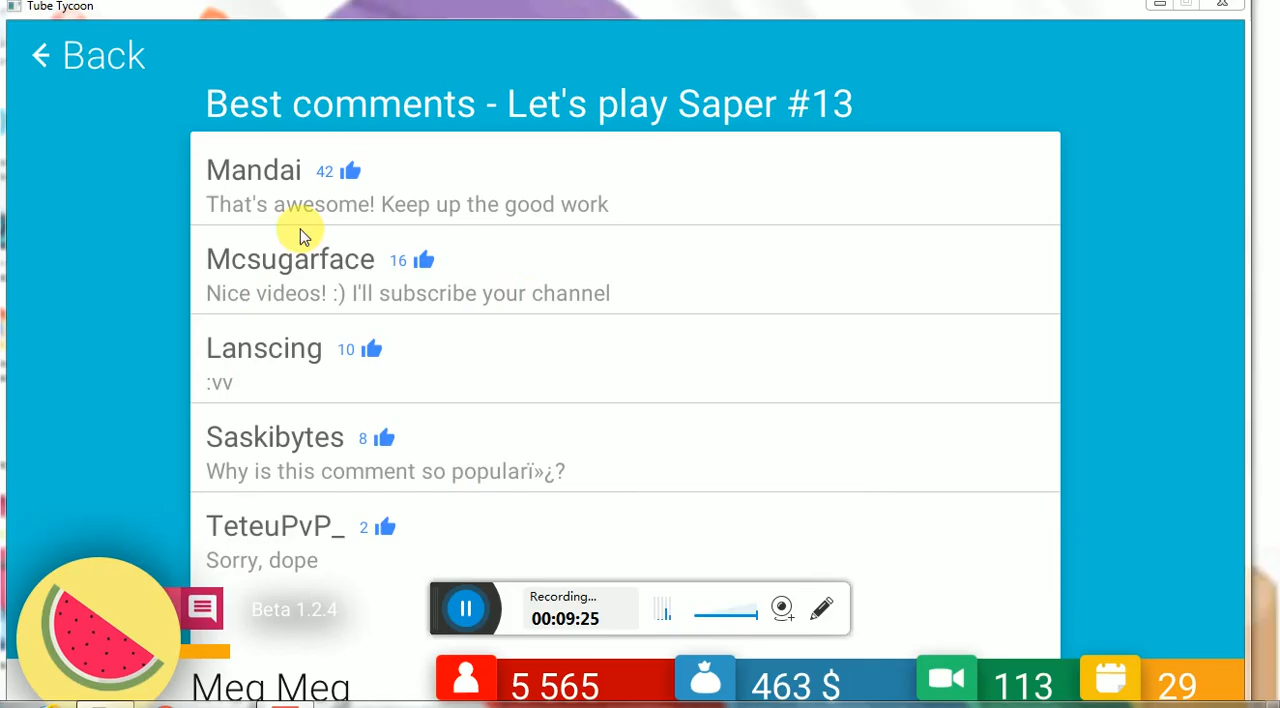 Tube Tycoon
Back
Best comments - Let's play Saper #13
Mandai 42
That's awesome! Keep up the good work
Mcsugarface 16
Nice videos! :) I'll subscribe your channel
Lanscing 10
:vv
Saskibytes 8
Why is this comment so popularï»¿?
TeteuPvP_ 2
Sorry, dope
Beta 1.2.4
Recording...
00:09:25
Meg Meg
5 565
463 $
113
29